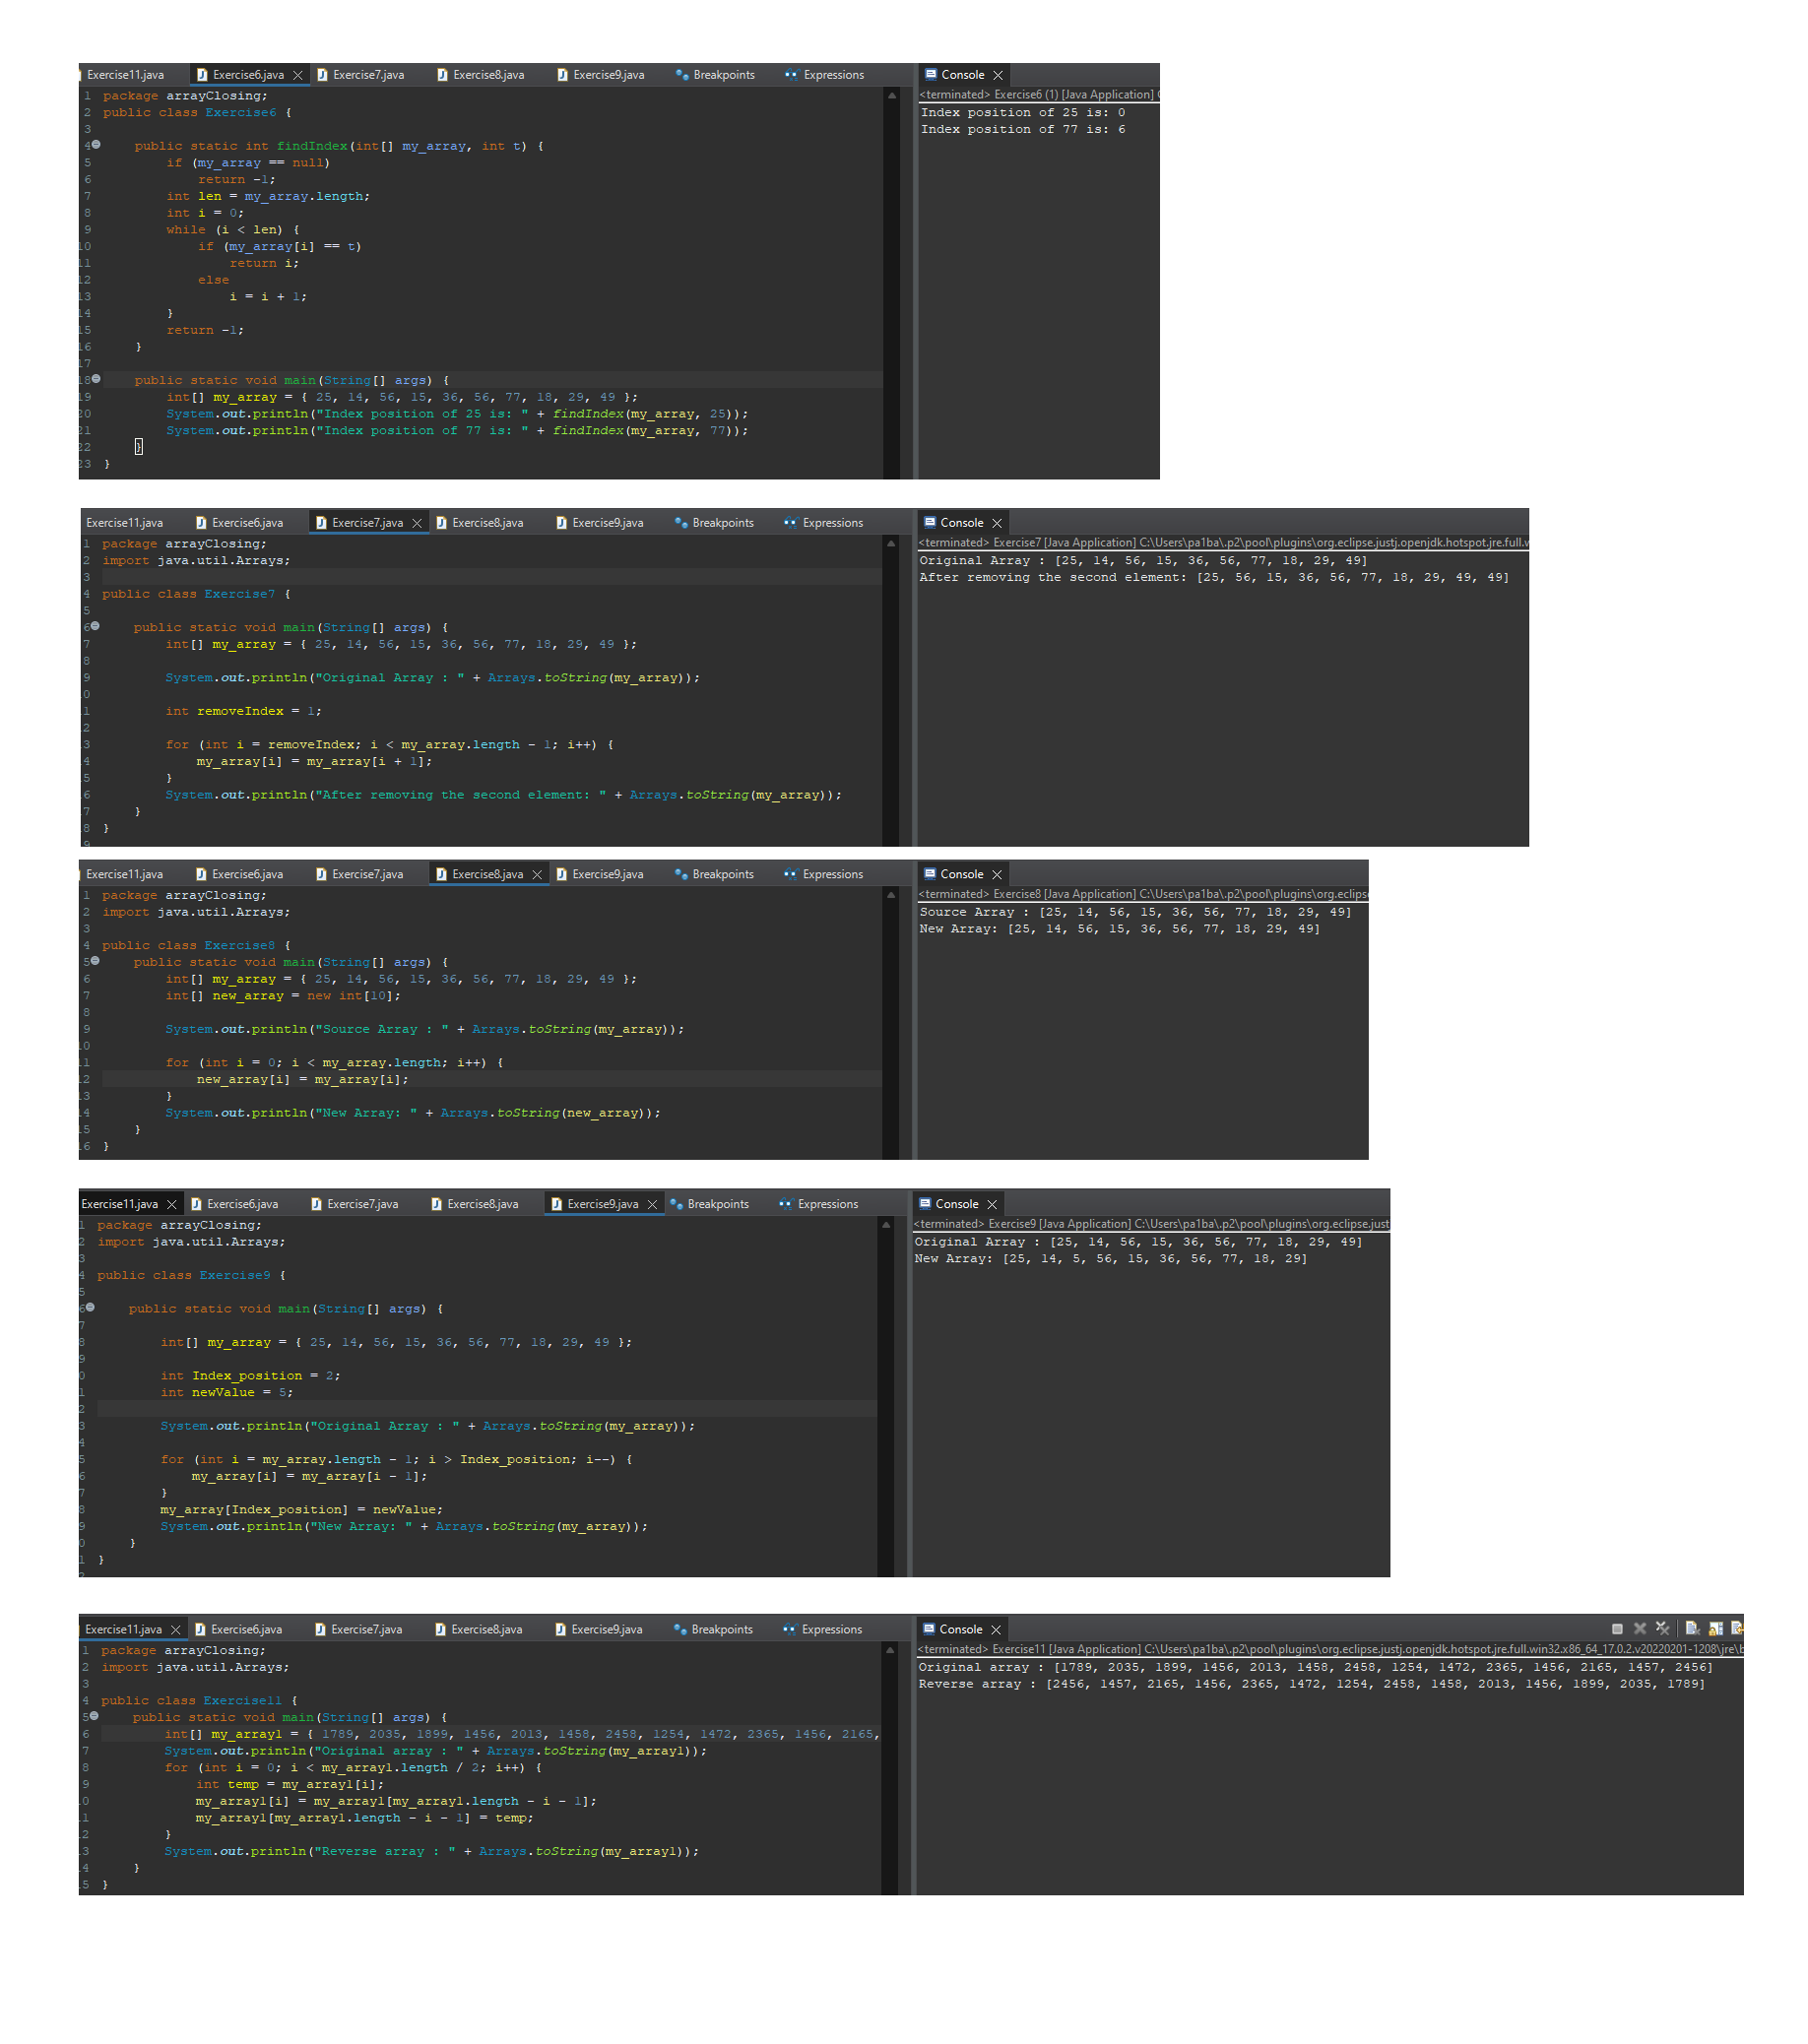 Exercise11.java Exercise6.java Exercise7.java Exercise8.java Exercise9.java Breakpoints Expressions
1 package arrayClosing;
2 public class Exercise6 {
3
4 public static int findIndex(int[] my_array, int t) {
5 if (my_array == null)
6 return -1;
7 int len = my_array.length;
8 int i = 0;
9 while (i < len) {
10 if (my_array[i] == t)
11 return i;
12 else
13 i = i + 1;
14 }
15 return -1;
16 }
17
18 public static void main(String[] args) {
19 int[] my_array = { 25, 14, 56, 15, 36, 56, 77, 18, 29, 49 };
20 System.out.println("Index position of 25 is: " + findIndex(my_array, 25));
21 System.out.println("Index position of 77 is: " + findIndex(my_array, 77));
22 }
23 }
Console
<terminated> Exercise6 (1) [Java Application]
Index position of 25 is: 0
Index position of 77 is: 6
Exercise11.java Exercise6.java Exercise7.java Exercise8.java Exercise9.java Breakpoints Expressions
1 package arrayClosing;
2 import java.util.Arrays;
3
4 public class Exercise7 {
5
6 public static void main(String[] args) {
7 int[] my_array = { 25, 14, 56, 15, 36, 56, 77, 18, 29, 49 };
8
9 System.out.println("Original Array : " + Arrays.toString(my_array));
0
1 int removeIndex = 1;
2
3 for (int i = removeIndex; i < my_array.length - 1; i++) {
4 my_array[i] = my_array[i + 1];
5 }
6 System.out.println("After removing the second element: " + Arrays.toString(my_array));
7 }
8 }
9
Console
<terminated> Exercise7 [Java Application] C:\Users\pa1ba\.p2\pool\plugins\org.eclipse.justj.openjdk.hotspot.jre.full.w
Original Array : [25, 14, 56, 15, 36, 56, 77, 18, 29, 49]
After removing the second element: [25, 56, 15, 36, 56, 77, 18, 29, 49, 49]
Exercise11.java Exercise6.java Exercise7.java Exercise8.java Exercise9.java Breakpoints Expressions
1 package arrayClosing;
2 import java.util.Arrays;
3
4 public class Exercise8 {
5 public static void main(String[] args) {
6 int[] my_array = { 25, 14, 56, 15, 36, 56, 77, 18, 29, 49 };
7 int[] new_array = new int[10];
8
9 System.out.println("Source Array : " + Arrays.toString(my_array));
10
11 for (int i = 0; i < my_array.length; i++) {
12 new_array[i] = my_array[i];
13 }
14 System.out.println("New Array: " + Arrays.toString(new_array));
15 }
16 }
Console
<terminated> Exercise8 [Java Application] C:\Users\pa1ba\.p2\pool\plugins\org.eclips
Source Array : [25, 14, 56, 15, 36, 56, 77, 18, 29, 49]
New Array: [25, 14, 56, 15, 36, 56, 77, 18, 29, 49]
Exercise11.java Exercise6.java Exercise7.java Exercise8.java Exercise9.java Breakpoints Expressions
1 package arrayClosing;
2 import java.util.Arrays;
3
4 public class Exercise9 {
5
6 public static void main(String[] args) {
7
8 int[] my_array = { 25, 14, 56, 15, 36, 56, 77, 18, 29, 49 };
9
0 int Index_position = 2;
1 int newValue = 5;
2
3 System.out.println("Original Array : " + Arrays.toString(my_array));
4
5 for (int i = my_array.length - 1; i > Index_position; i--) {
6 my_array[i] = my_array[i - 1];
7 }
8 my_array[Index_position] = newValue;
9 System.out.println("New Array: " + Arrays.toString(my_array));
0 }
1 }
Console
<terminated> Exercise9 [Java Application] C:\Users\pa1ba\.p2\pool\plugins\org.eclipse.just
Original Array : [25, 14, 56, 15, 36, 56, 77, 18, 29, 49]
New Array: [25, 14, 5, 56, 15, 36, 56, 77, 18, 29]
Exercise11.java Exercise6.java Exercise7.java Exercise8.java Exercise9.java Breakpoints Expressions
1 package arrayClosing;
2 import java.util.Arrays;
3
4 public class Exercise11 {
5 public static void main(String[] args) {
6 int[] my_array1 = { 1789, 2035, 1899, 1456, 2013, 1458, 2458, 1254, 1472, 2365, 1456, 2165,
7 System.out.println("Original array : " + Arrays.toString(my_array1));
8 for (int i = 0; i < my_array1.length / 2; i++) {
9 int temp = my_array1[i];
10 my_array1[i] = my_array1[my_array1.length - i - 1];
11 my_array1[my_array1.length - i - 1] = temp;
12 }
13 System.out.println("Reverse array : " + Arrays.toString(my_array1));
14 }
15 }
Console
<terminated> Exercise11 [Java Application] C:\Users\pa1ba\.p2\pool\plugins\org.eclipse.justj.openjdk.hotspot.jre.full.win32.x86_64_17.0.2.v20220201-1208\jre\b
Original array : [1789, 2035, 1899, 1456, 2013, 1458, 2458, 1254, 1472, 2365, 1456, 2165, 1457, 2456]
Reverse array : [2456, 1457, 2165, 1456, 2365, 1472, 1254, 2458, 1458, 2013, 1456, 1899, 2035, 1789]